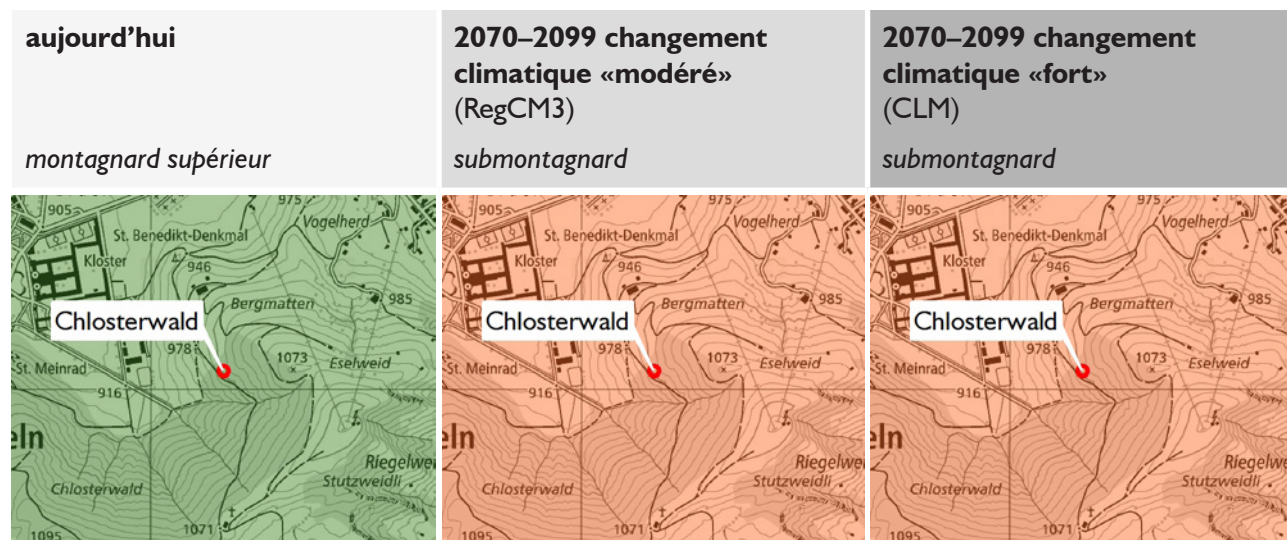 aujourd’hui
montagnard supérieur
2070–2099 changement
climatique «modéré»
(RegCM3)
submontagnard
2070–2099 changement
climatique «fort»
(CLM)
submontagnard
905
975
Vogelherd
St. Benedikt-Denkmal
Kloster
946
Bergmatten
985
Chlosterwald
978
1073
Eselweid
St. Meinrad
916
eln
Riegelwe
Stutzweidli
Chlosterwald
1071
1095
905
975
Vogelherd
St. Benedikt-Denkmal
Kloster
946
Bergmatten
985
Chlosterwald
978
1073
Eselweid
St. Meinrad
916
eln
Riegelwe
Stutzweidli
Chlosterwald
1071
1095
905
975
Vogelherd
St. Benedikt-Denkmal
Kloster
946
Bergmatten
985
Chlosterwald
978
1073
Eselweid
St. Meinrad
916
eln
Riegelwe
Stutzweidli
Chlosterwald
1071
1095